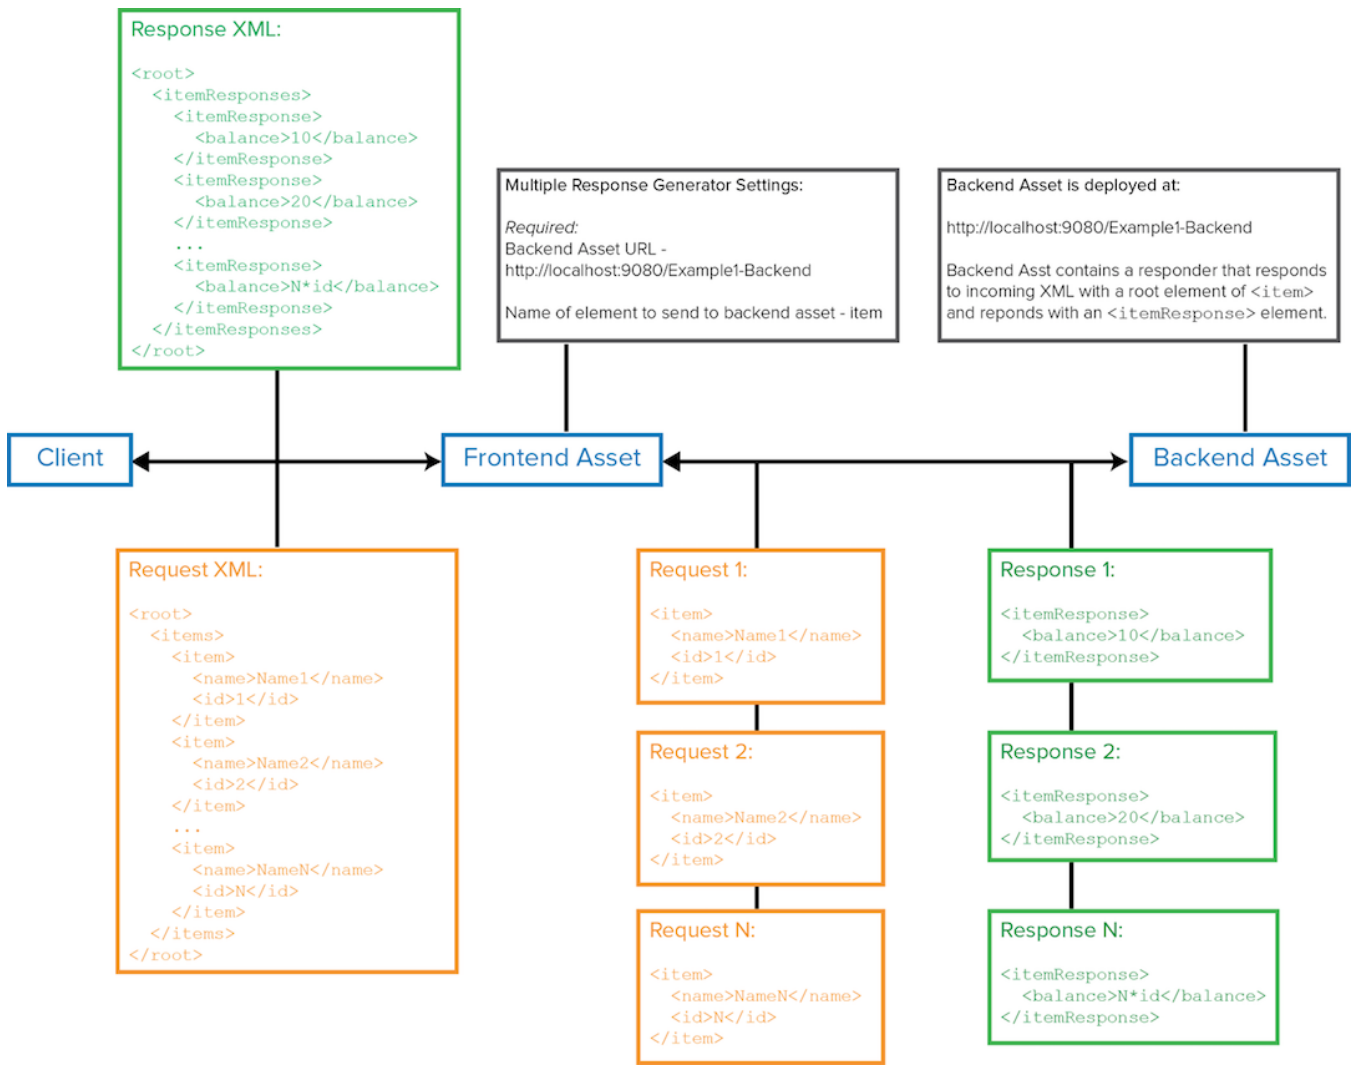 Response XML:
<root>
<itemResponses>
<itemResponse>
<balance>10</balance>
</itemResponse>
<itemResponse>
<balance>20</balance>
</itemResponse>
...
<itemResponse>
<balance>N*id</balance>
</itemResponse>
</itemResponses>
</root>
Multiple Response Generator Settings:
Required:
Backend Asset URL -
http://localhost:9080/Example1-Backend
Name of element to send to backend asset - item
Backend Asset is deployed at:
http://localhost:9080/Example1-Backend
Backend Asst contains a responder that responds
to incoming XML with a root element of <item>
and reponds with an <itemResponse> element.
Client
Frontend Asset
Backend Asset
Request XML:
<root>
<items>
<item>
<name>Name1</name>
<id>1</id>
</item>
<item>
<name>Name2</name>
<id>2</id>
</item>
...
<item>
<name>NameN</name>
<id>N</id>
</item>
</items>
</root>
Request 1:
<item>
<name>Name1</name>
<id>1</id>
</item>
Request 2:
<item>
<name>Name2</name>
<id>2</id>
</item>
Request N:
<item>
<name>NameN</name>
<id>N</id>
</item>
Response 1:
<itemResponse>
<balance>10</balance>
</itemResponse>
Response 2:
<itemResponse>
<balance>20</balance>
</itemResponse>
Response N:
<itemResponse>
<balance>N*id</balance>
</itemResponse>